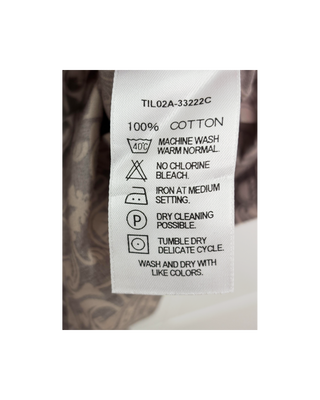 TIL02A-33222C
100% COTTON
40°C MACHINE WASH
WARM NORMAL.
NO CHLORINE
BLEACH.
IRON AT MEDIUM
SETTING.
P DRY CLEANING
POSSIBLE.
TUMBLE DRY
DELICATE CYCLE.
WASH AND DRY WITH
LIKE COLORS.